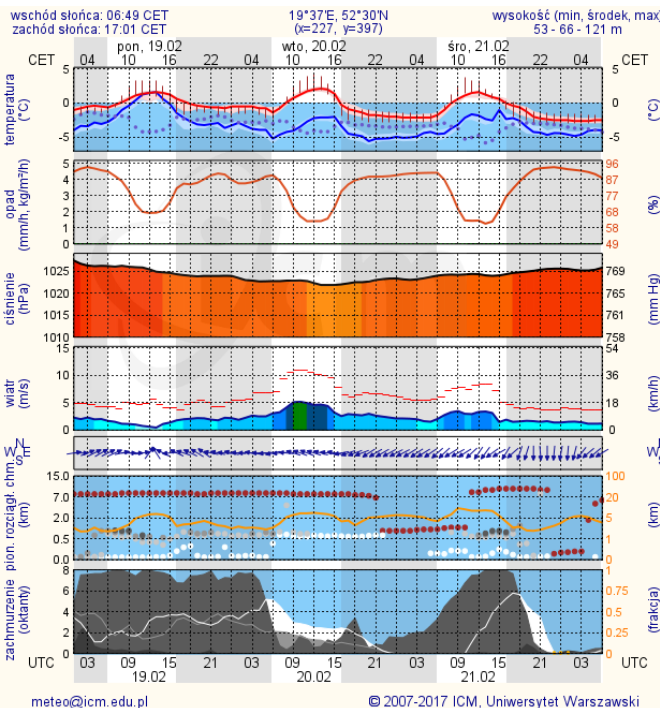 wschód słońca: 06:49 CET 19°37'E, 52°30'N wysokość (min, środek, max)
zachód słońca: 17:01 CET (x=227, y=397) 53 - 66 - 121 m
pon, 19.02 wto, 20.02 śro, 21.02
CET 04 10 16 22 04 10 16 22 04 10 16 22 04 CET
temperatura (°C)
5 0 -5
5 0 -5
opad (mm/h, kg/m²/h)
5 4 3 2 1 0
96 87 77 68 58 49
(%)
ciśnienie (hPa)
1025 1020 1015 1010
769 765 761 758
(mm Hg)
wiatr (m/s)
15 10 5 0
54 36 18 0
(km/h)
N W E S
pion. rozciągł. chm. (km)
15.0 7.0 2.0 0.5 0.0
100 20 5 1 0
(km)
zachmurzenie (oktanty)
8 6 4 2 0
1 0.75 0.5 0.25 0
(frakcja)
UTC 03 09 15 21 03 09 15 21 03 09 15 21 03 UTC
19.02 20.02 21.02
meteo@icm.edu.pl © 2007-2017 ICM, Uniwersytet Warszawski